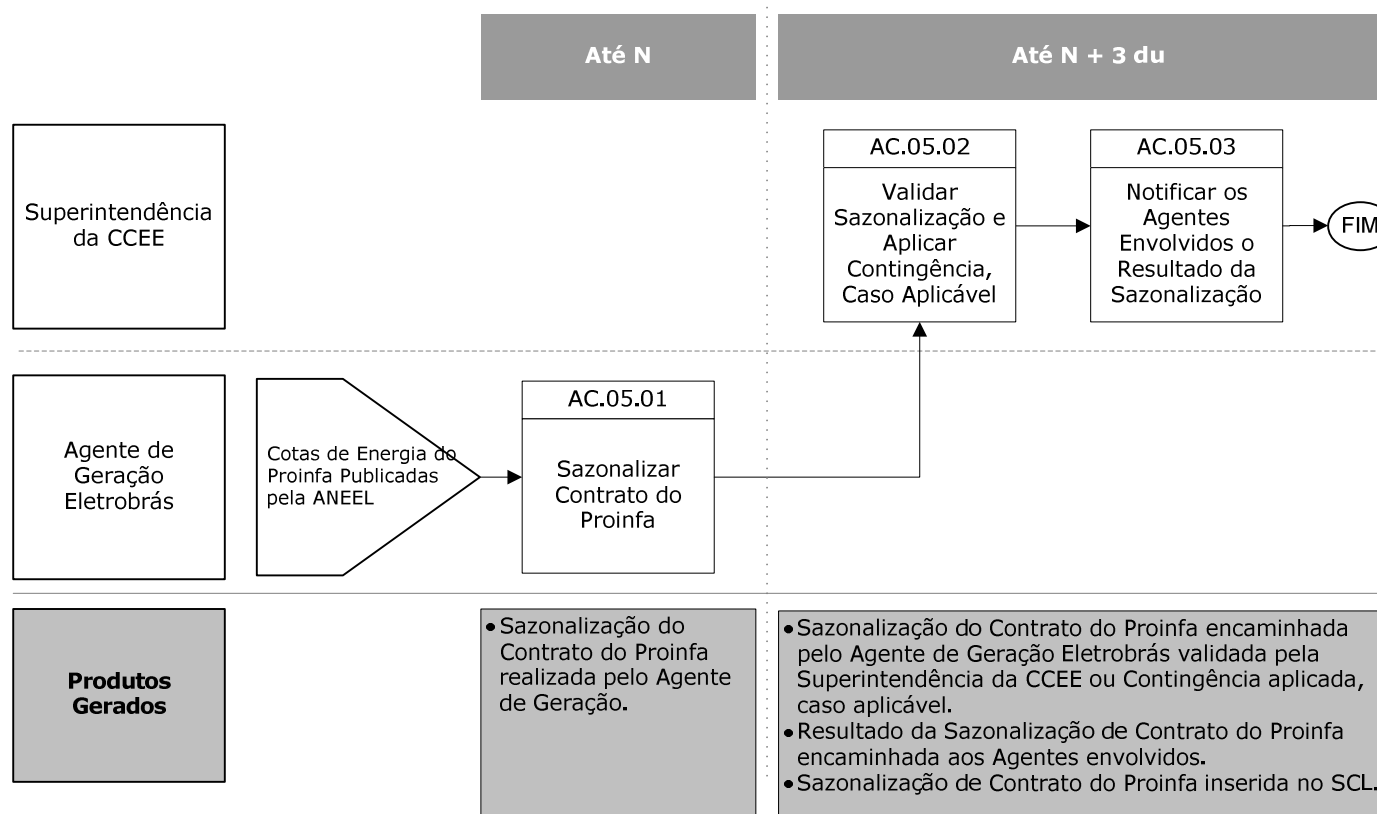 Até N
Até N + 3 du
Superintendência
da CCEE
AC.05.02
Validar
Sazonalização e
Aplicar
Contingência,
Caso Aplicável
AC.05.03
Notificar os
Agentes
Envolvidos o
Resultado da
Sazonalização
FIM
Agente de
Geração
Eletrobrás
Cotas de Energia do
Proinfa Publicadas
pela ANEEL
AC.05.01
Sazonalizar
Contrato do
Proinfa
Produtos
Gerados
• Sazonalização do
Contrato do Proinfa
realizada pelo Agente
de Geração.
• Sazonalização do Contrato do Proinfa encaminhada
pelo Agente de Geração Eletrobrás validada pela
Superintendência da CCEE ou Contingência aplicada,
caso aplicável.
• Resultado da Sazonalização de Contrato do Proinfa
encaminhada aos Agentes envolvidos.
• Sazonalização de Contrato do Proinfa inserida no SCL.